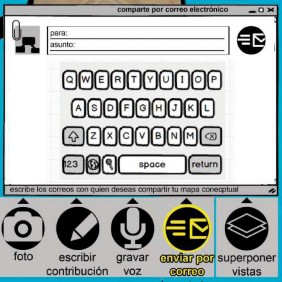 comparte por correo electrónico
para:
asunto:
Q W E R T Y U I O P
A S D F G H J K L
Z X C V B N M
123 space return
escribe los correos con quien deseas compartir tu mapa coneqptual
foto
escribir contribución
gravar voz
enviar por correo
superponer vistas